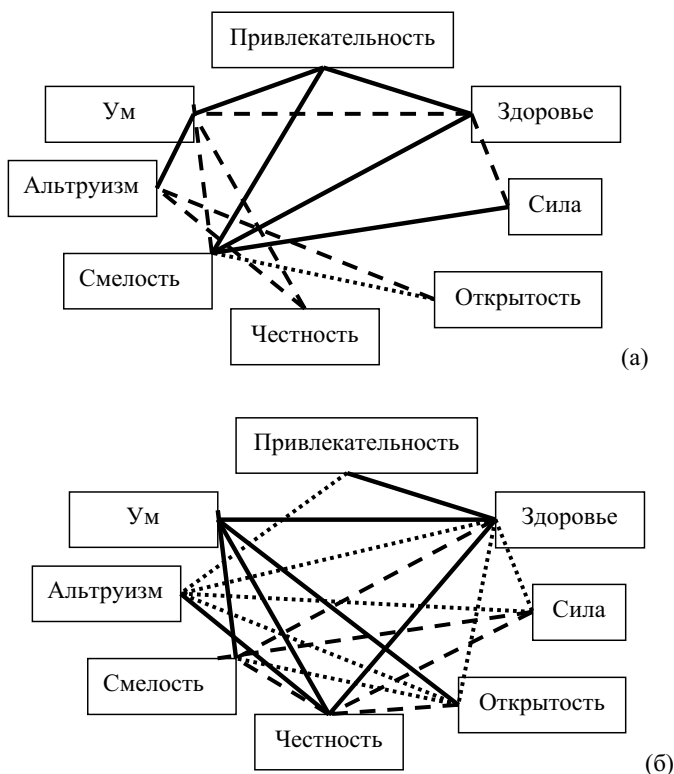 Привлекательность
Ум
Здоровье
Альтруизм
Сила
Смелость
Открытость
Честность
(а)
Привлекательность
Ум
Здоровье
Альтруизм
Сила
Смелость
Открытость
Честность
(б)